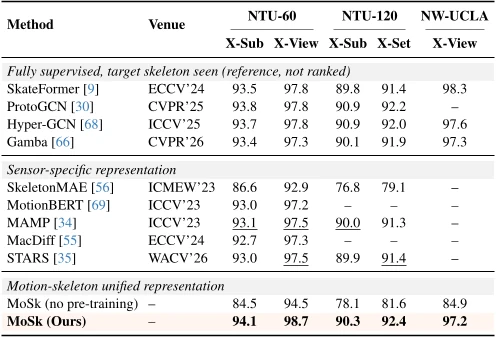 Method Venue NTU-60 NTU-120 NW-UCLA
X-Sub X-View X-Sub X-Set X-View
Fully supervised, target skeleton seen (reference, not ranked)
SkateFormer [9] ECCV'24 93.5 97.8 89.8 91.4 98.3
ProtoGCN [30] CVPR'25 93.8 97.8 90.9 92.2 –
Hyper-GCN [68] ICCV'25 93.7 97.8 90.9 92.0 97.6
Gamba [66] CVPR'26 93.4 97.3 90.1 91.9 97.3
Sensor-specific representation
SkeletonMAE [56] ICMEW'23 86.6 92.9 76.8 79.1 –
MotionBERT [69] ICCV'23 93.0 97.2 – – –
MAMP [34] ICCV'23 93.1 97.5 90.0 91.3 –
MacDiff [55] ECCV'24 92.7 97.3 – – –
STARS [35] WACV'26 93.0 97.5 89.9 91.4 –
Motion-skeleton unified representation
MoSk (no pre-training) – 84.5 94.5 78.1 81.6 84.9
MoSk (Ours) – 94.1 98.7 90.3 92.4 97.2